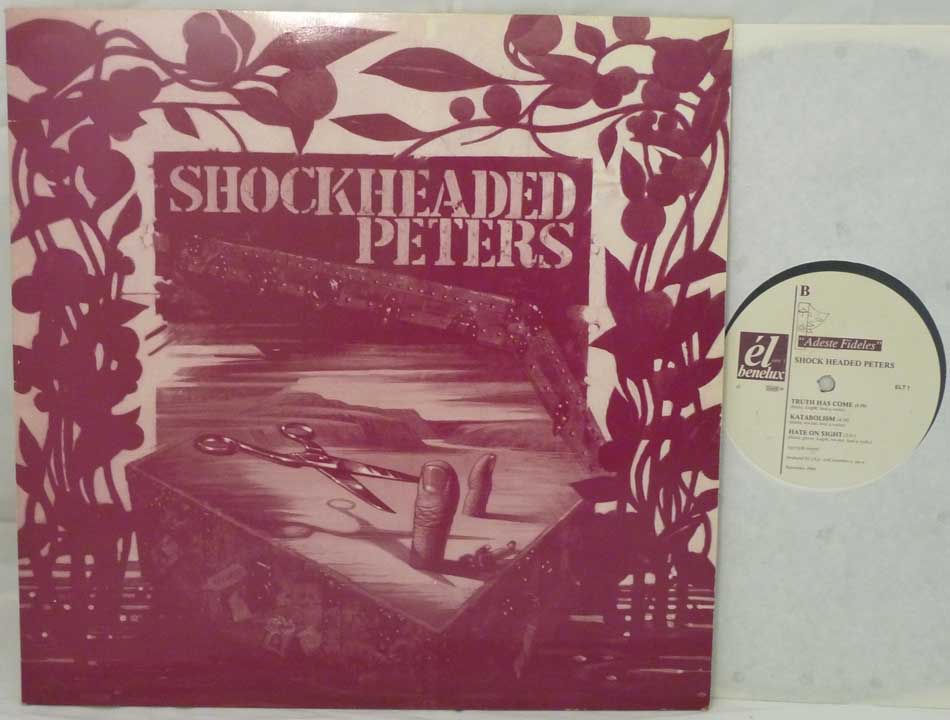 SHOCKHEADED
PETERS
B
"Adeste Fideles"
él
benelux
SHOCK HEADED PETERS
TRUTH HAS COME
KATABOLISM
HATE ON SIGHT